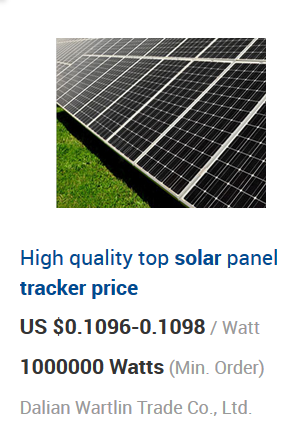 High quality top solar panel
tracker price
US $0.1096-0.1098 / Watt
1000000 Watts (Min. Order)
Dalian Wartlin Trade Co., Ltd.